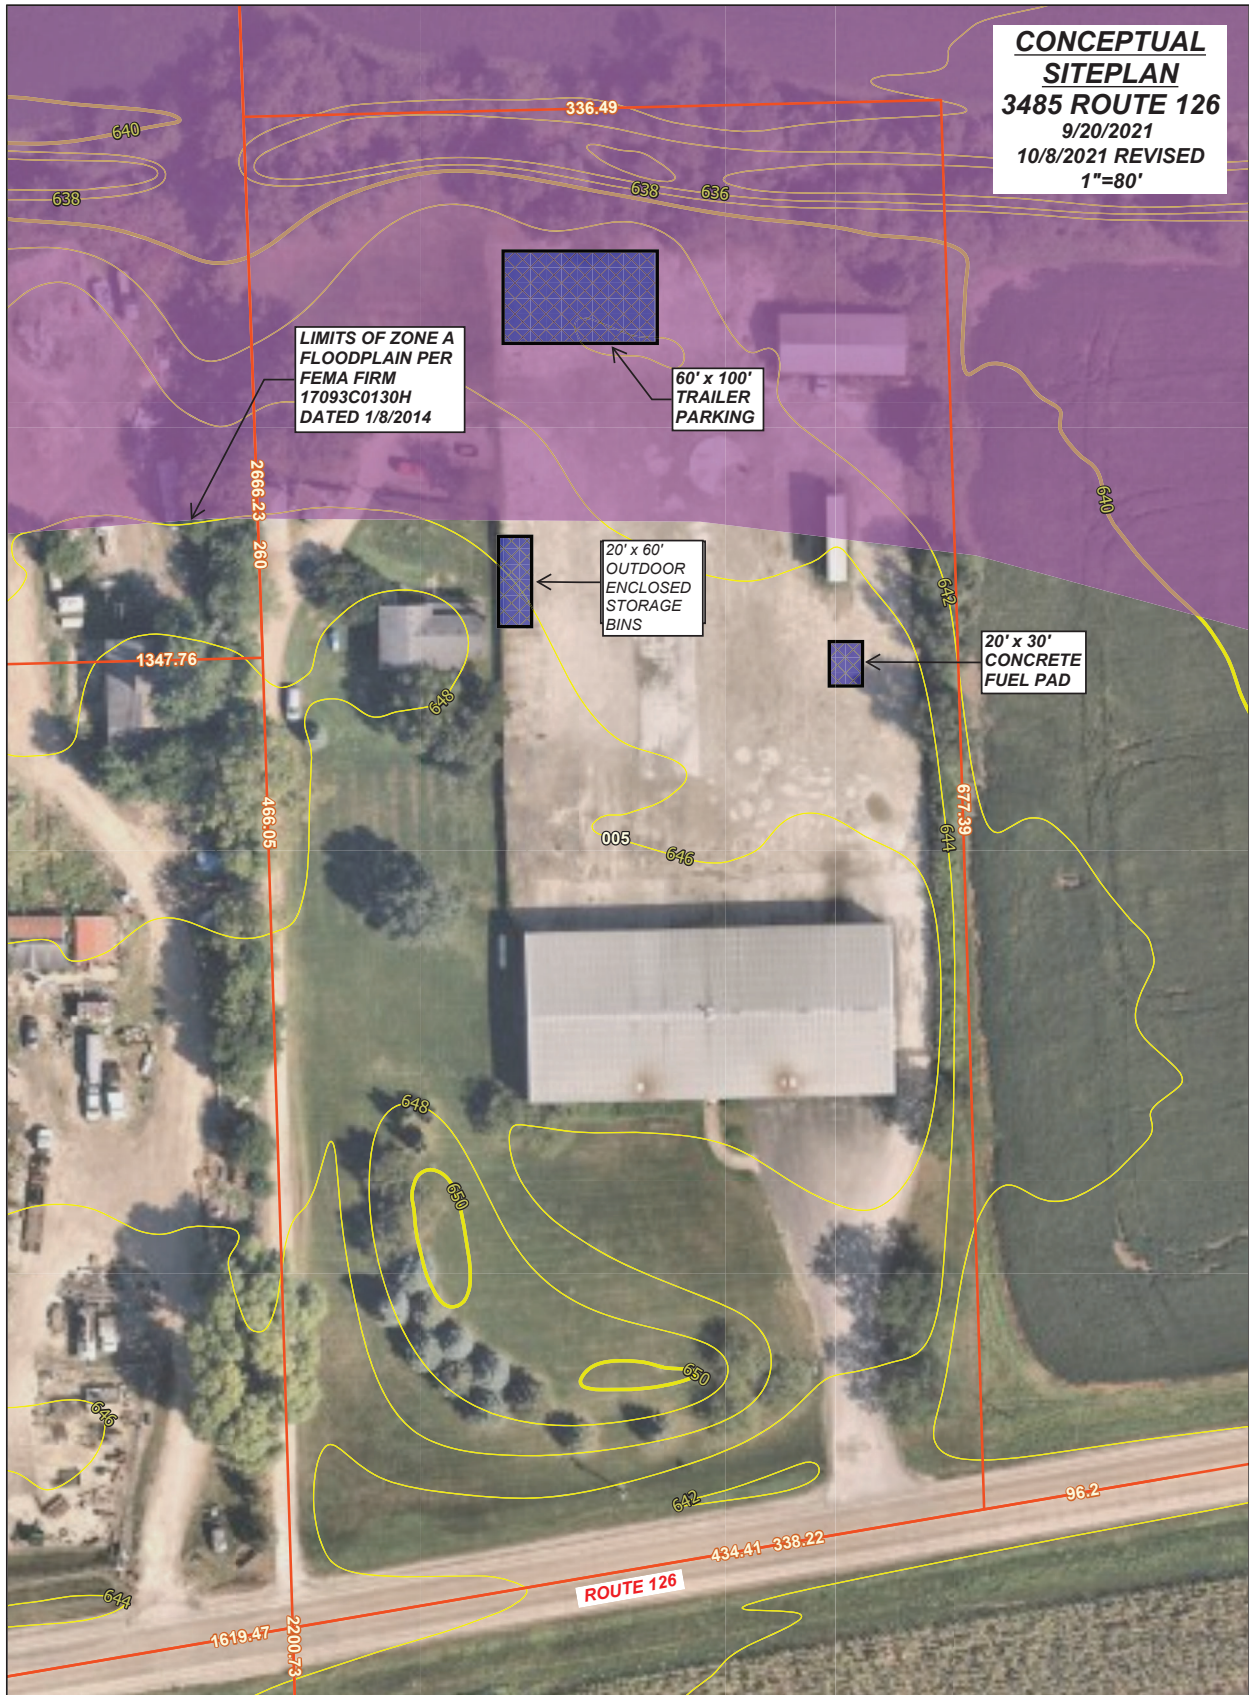 CONCEPTUAL
SITEPLAN
3485 ROUTE 126
9/20/2021
10/8/2021 REVISED
1"=80'
336.49
640
638
638
636
LIMITS OF ZONE A
FLOODPLAIN PER
FEMA FIRM
17093C0130H
DATED 1/8/2014
60' x 100'
TRAILER
PARKING
2666.23
260
640
20' x 60'
OUTDOOR
ENCLOSED
STORAGE
BINS
642
20' x 30'
CONCRETE
FUEL PAD
1347.76
648
466.05
677.39
005
646
644
648
650
650
646
642
96.2
434.41
338.22
ROUTE 126
644
1619.47
2200.73